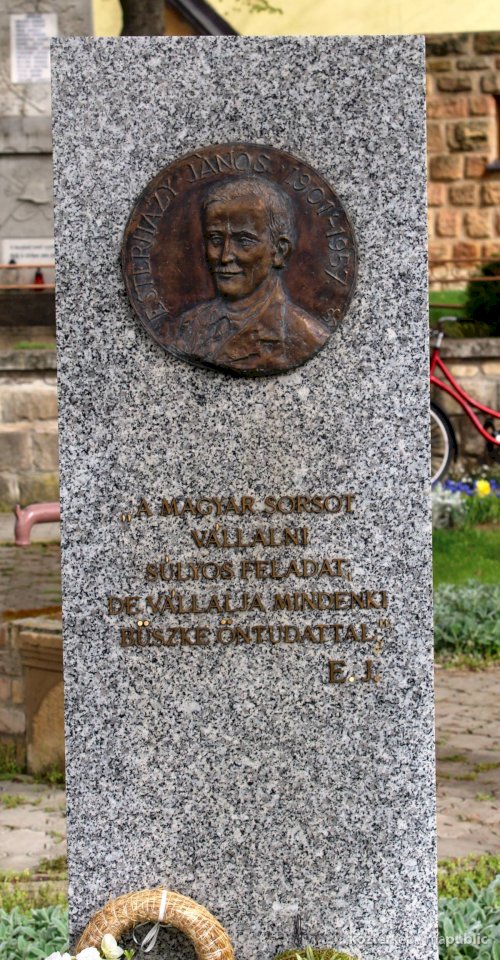 ESTERHÁZY JÁNOS 1901-1957
„A MAGYAR SORSOT
VÁLLALNI
SÚLYOS FELADAT,
DE VÁLLALJA MINDENKI
BÜSZKE ÖNTUDATTAL."
E. J.